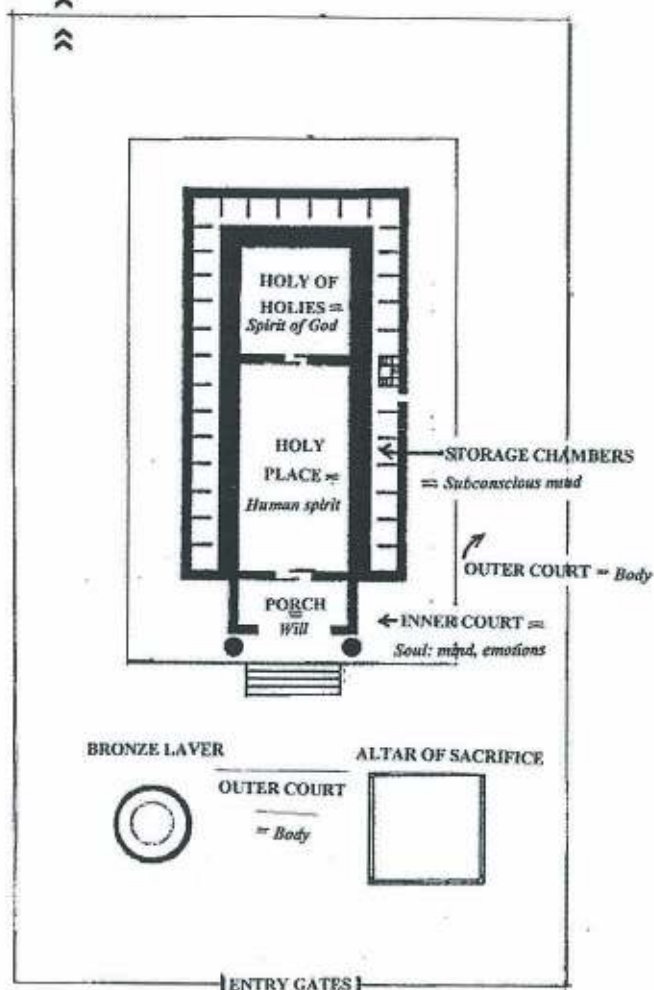 HOLY OF
HOLIES =
Spirit of God
HOLY
PLACE =
Human spirit
STORAGE CHAMBERS
= Subconscious mind
OUTER COURT = Body
PORCH
=
Will
INNER COURT =
Soul: mind, emotions
BRONZE LAVER
ALTAR OF SACRIFICE
OUTER COURT
= Body
ENTRY GATES